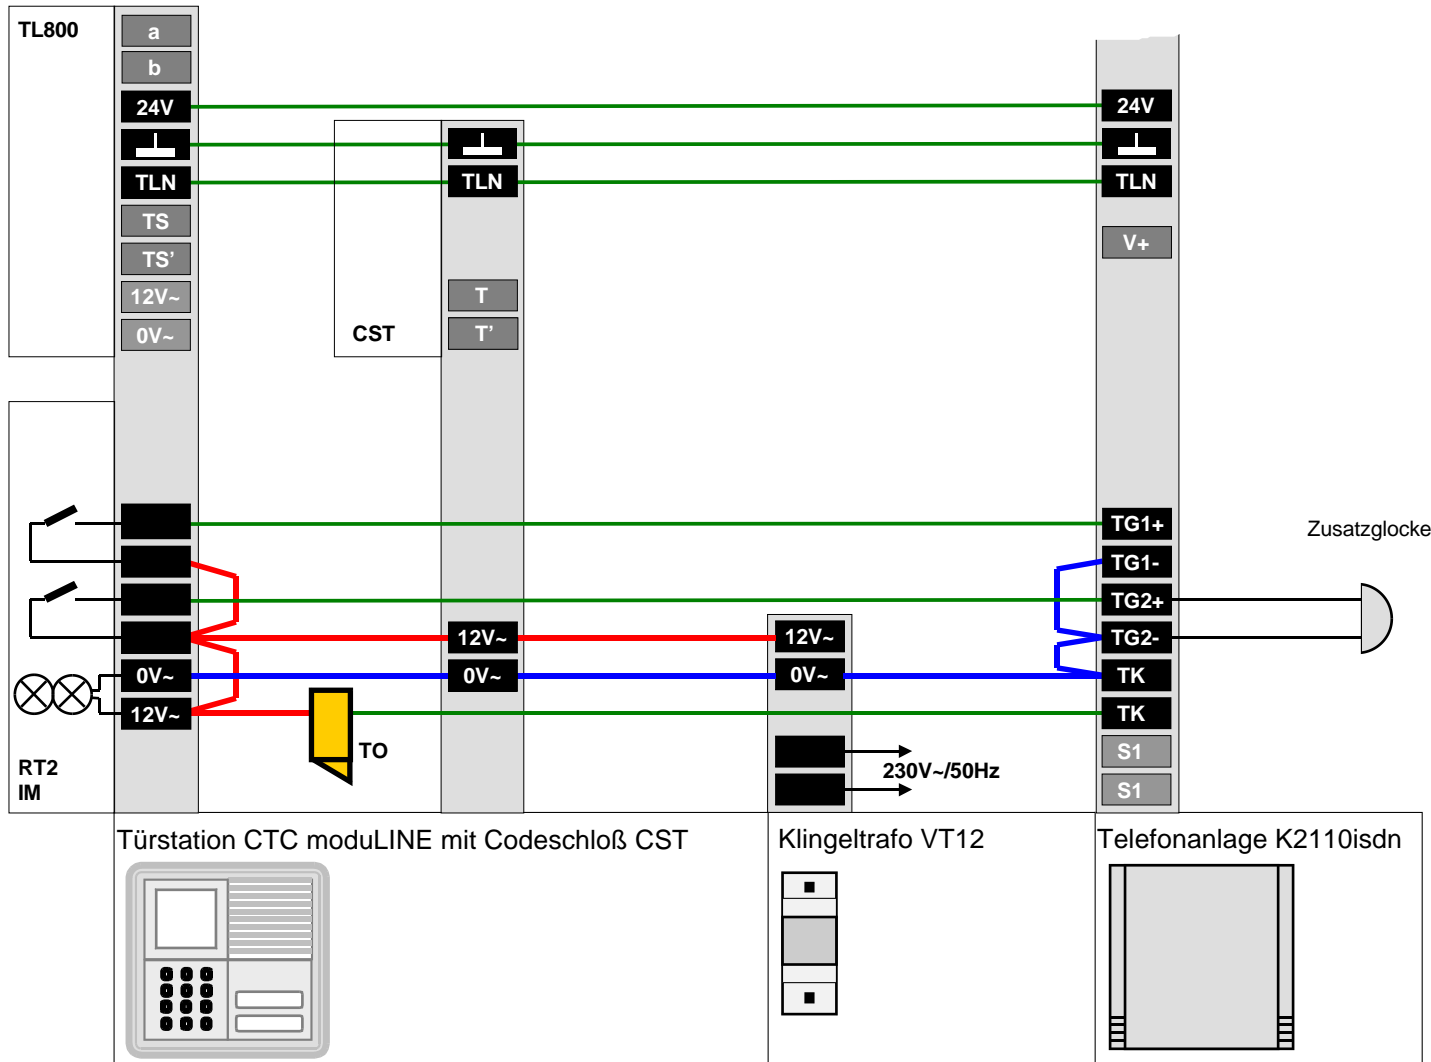 TL800
a
b
24V
24V
TLN
TLN
TLN
TS
V+
TS'
12V~
T
0V~
CST
T'
TG1+
Zusatzglocke
TG1-
TG2+
12V~
12V~
TG2-
0V~
0V~
0V~
TK
12V~
TK
TO
S1
RT2
230V~/50Hz
IM
S1
Türstation CTC moduLINE mit Codeschloß CST
Klingeltrafo VT12
Telefonanlage K2110isdn